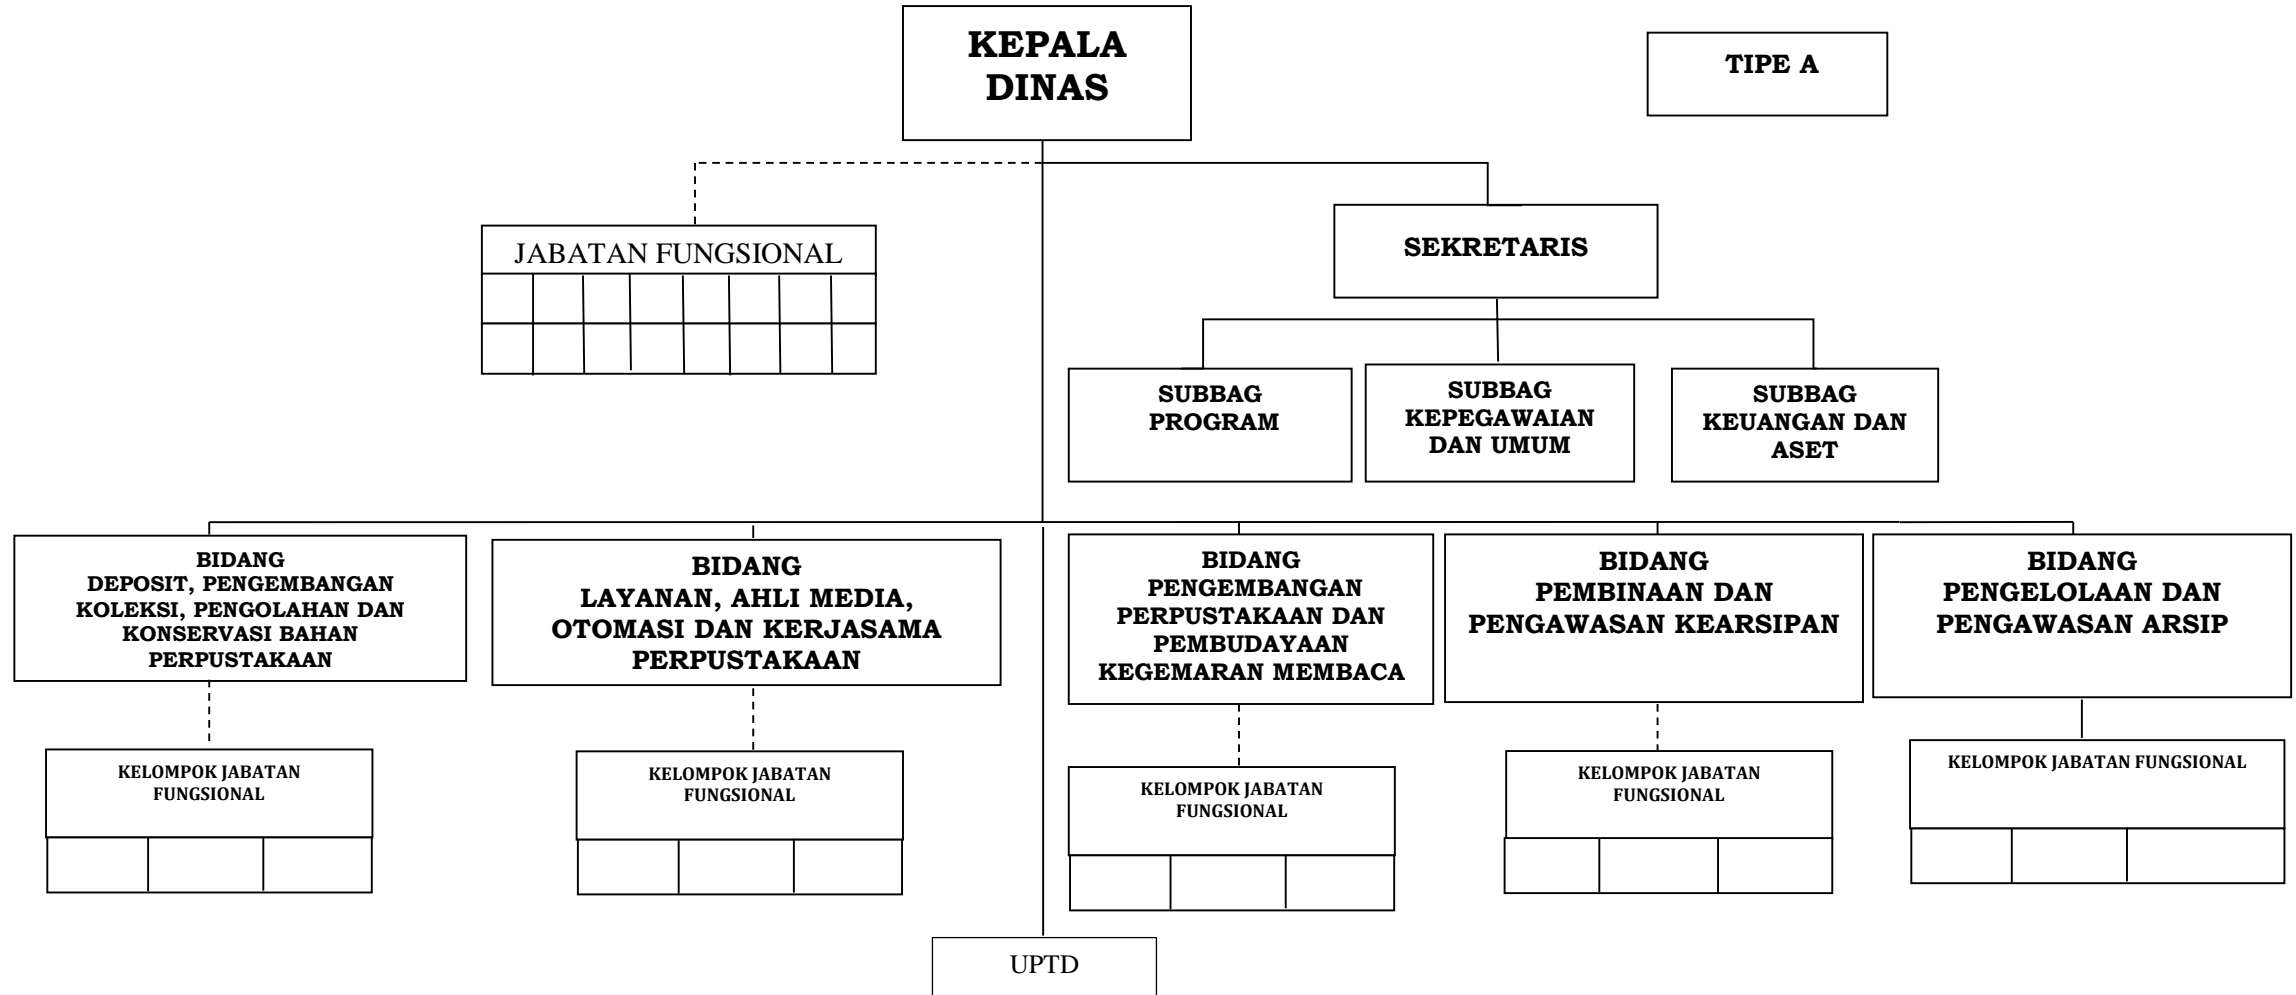 KEPALA
DINAS
TIPE A
JABATAN FUNGSIONAL
SEKRETARIS
SUBBAG
PROGRAM
SUBBAG
KEPEGAWAIAN
DAN UMUM
SUBBAG
KEUANGAN DAN
ASET
BIDANG
DEPOSIT, PENGEMBANGAN
KOLEKSI, PENGOLAHAN DAN
KONSERVASI BAHAN
PERPUSTAKAAN
BIDANG
LAYANAN, AHLI MEDIA,
OTOMASI DAN KERJASAMA
PERPUSTAKAAN
BIDANG
PENGEMBANGAN
PERPUSTAKAAN DAN
PEMBUDAYAAN
KEGEMARAN MEMBACA
BIDANG
PEMBINAAN DAN
PENGAWASAN KEARSIPAN
BIDANG
PENGELOLAAN DAN
PENGAWASAN ARSIP
KELOMPOK JABATAN
FUNGSIONAL
KELOMPOK JABATAN
FUNGSIONAL
KELOMPOK JABATAN
FUNGSIONAL
KELOMPOK JABATAN
FUNGSIONAL
KELOMPOK JABATAN FUNGSIONAL
UPTD